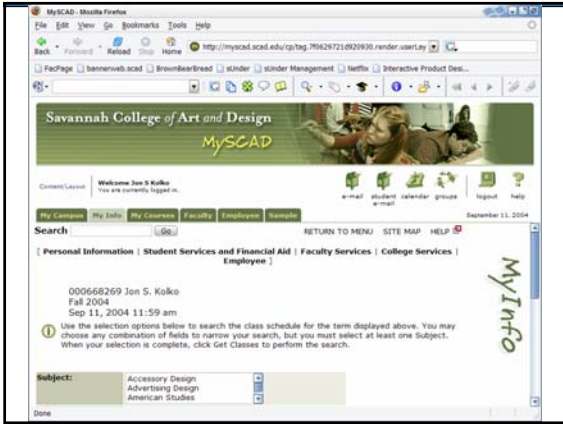 MySCAD - Mozilla Firefox
File Edit View Go Bookmarks Tools Help
Back Forward Reload Stop Home http://myscad.scad.edu/cp/tag.7f0629721d920930.render.userLay
FacPage bannerweb.scad BrownBearBread sUnder sUnder Management Netflix Interactive Product Desi...
Savannah College of Art and Design
MySCAD
Content/Layout Welcome Jon S Kolko
You are currently logged in.
e-mail student e-mail calendar groups logout help
My Campus My Info My Courses Faculty Employee Sample September 11, 2004
Search Go RETURN TO MENU SITE MAP HELP
[ Personal Information | Student Services and Financial Aid | Faculty Services | College Services |
Employee ]
MyInfo
000668269 Jon S. Kolko
Fall 2004
Sep 11, 2004 11:59 am
Use the selection options below to search the class schedule for the term displayed above. You may
choose any combination of fields to narrow your search, but you must select at least one Subject.
When your selection is complete, click Get Classes to perform the search.
Subject: Accessory Design
Advertising Design
American Studies
Done